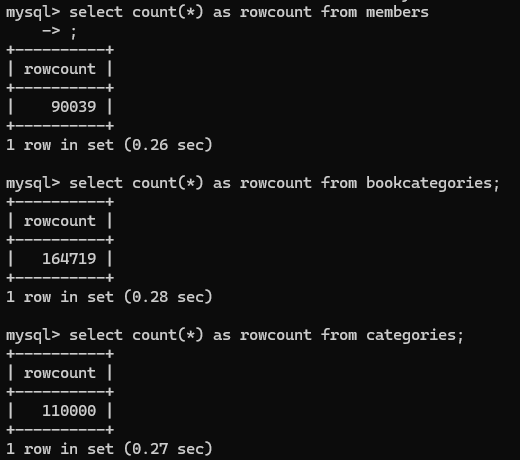 mysql> select count(*) as rowcount from members
    -> ;
+----------+
| rowcount |
+----------+
|    90039 |
+----------+
1 row in set (0.26 sec)

mysql> select count(*) as rowcount from bookcategories;
+----------+
| rowcount |
+----------+
|   164719 |
+----------+
1 row in set (0.28 sec)

mysql> select count(*) as rowcount from categories;
+----------+
| rowcount |
+----------+
|   110000 |
+----------+
1 row in set (0.27 sec)